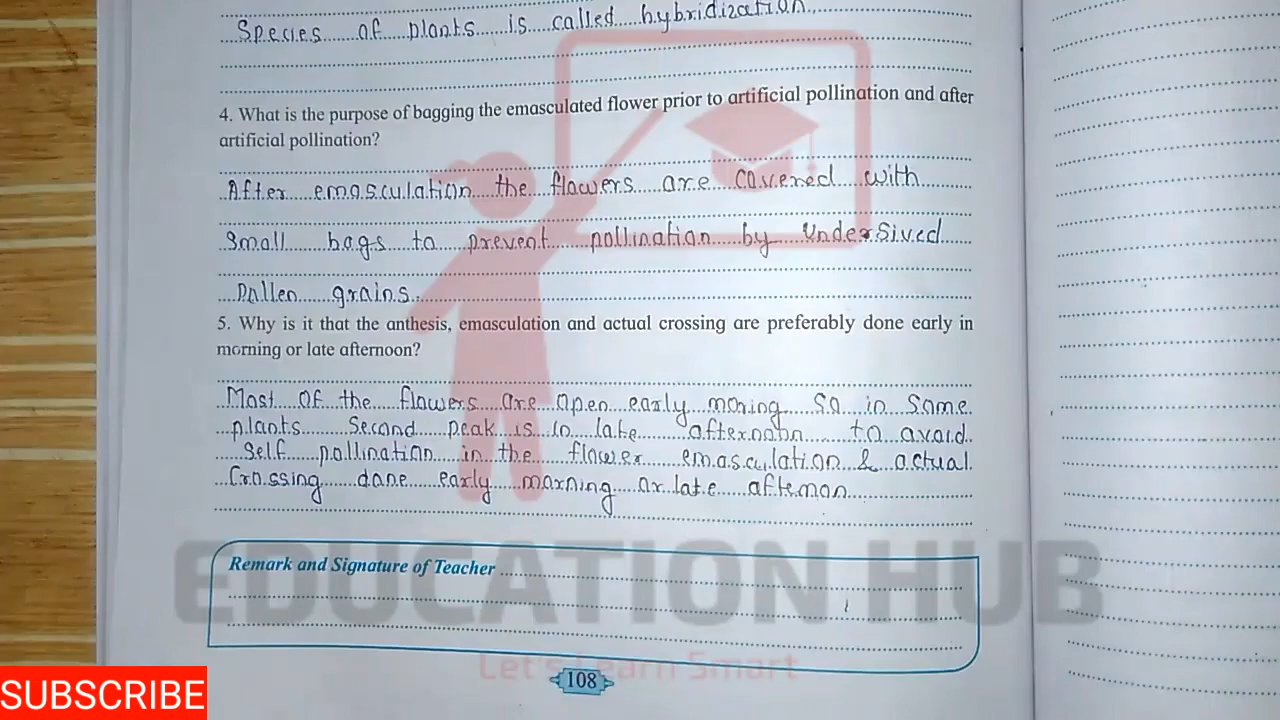 Species of plants is called hybridization.
4. What is the purpose of bagging the emasculated flower prior to artificial pollination and after
artificial pollination?
After emasculation the flowers are covered with
Small bags to prevent pollination by undersived
Pollen grains.
5. Why is it that the anthesis, emasculation and actual crossing are preferably done early in
morning or late afternoon?
Most of the flowers are open early moning so in some
plants second peak is in late afternoon to avoid
self pollination in the flower emasculation & actual
Crossing done early morning or late aftemon
Remark and Signature of Teacher
EDUCATION HUB
Let's Learn Smart
108
SUBSCRIBE